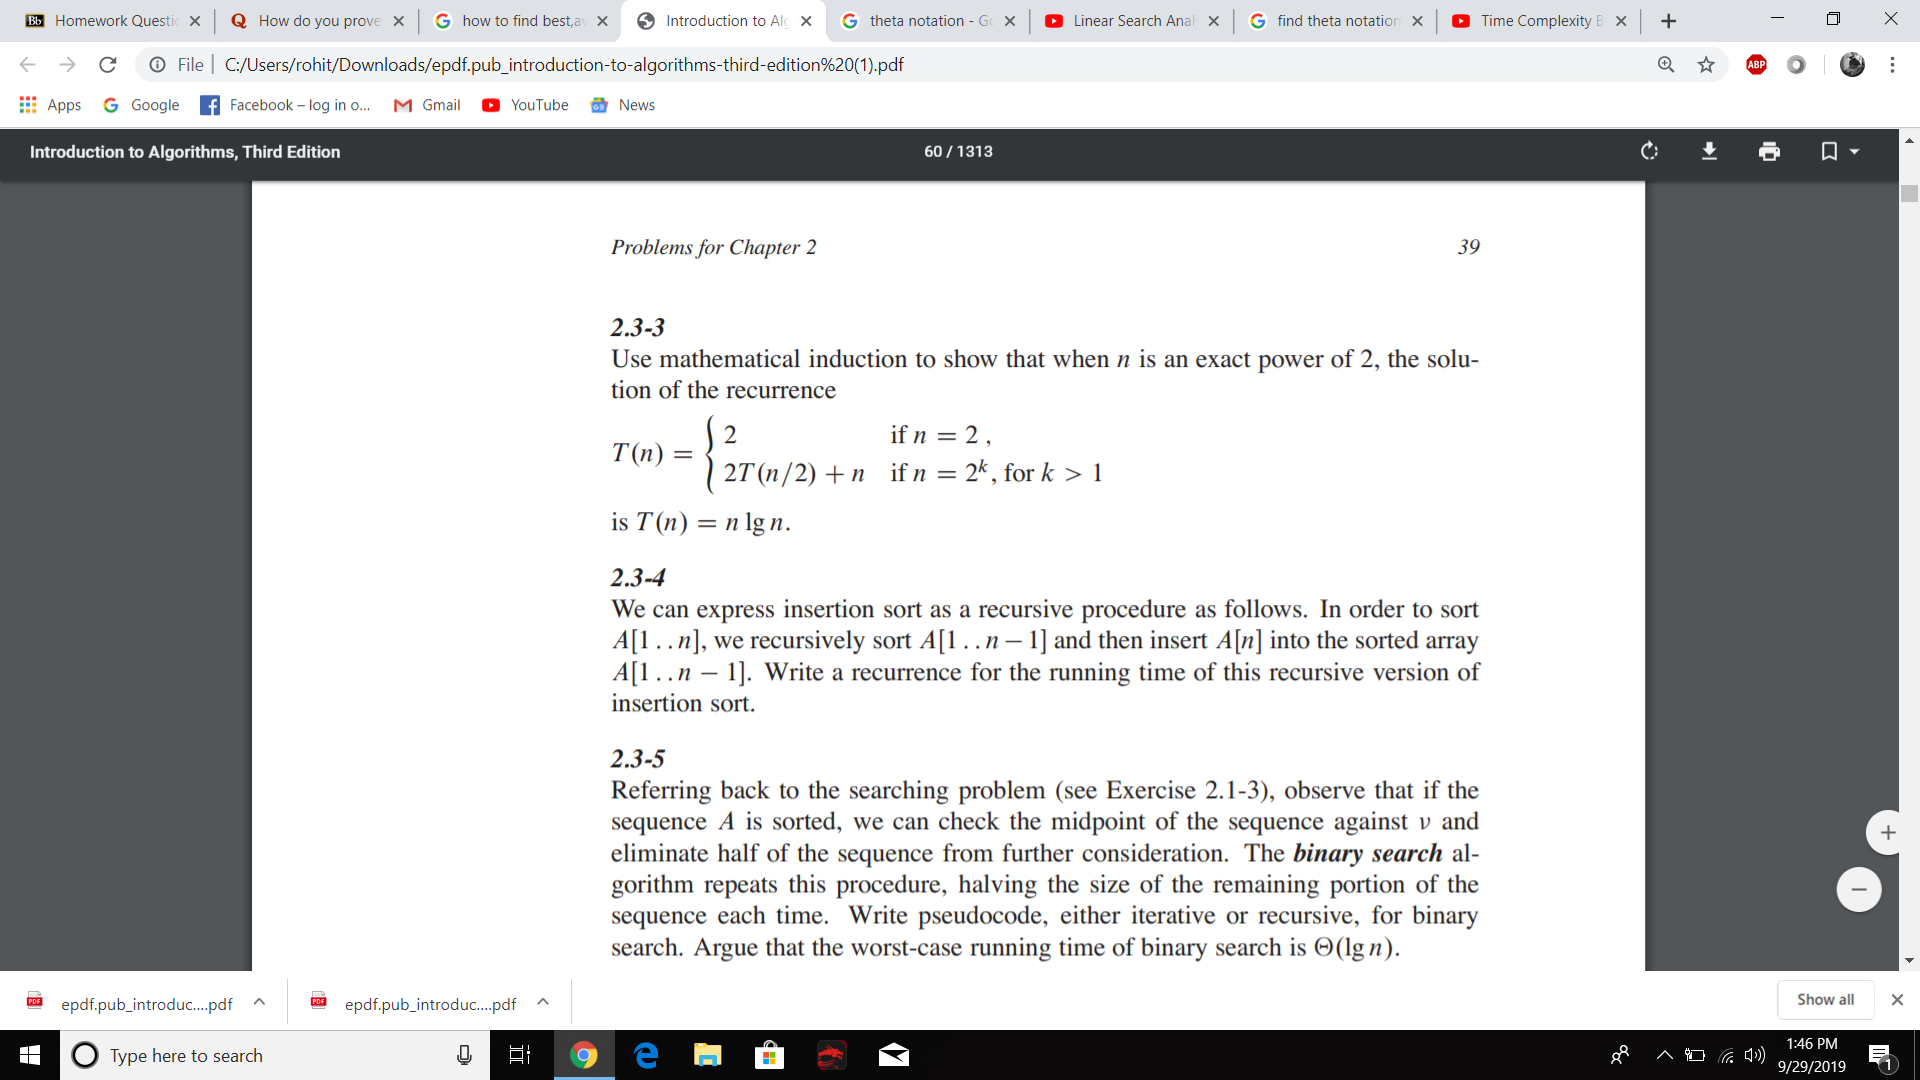 Homework Questi
How do you prove
how to find best,a
Introduction to Alg
theta notation - Go
Linear Search Anal
find theta notation
Time Complexity B
File | C:/Users/rohit/Downloads/epdf.pub_introduction-to-algorithms-third-edition%20(1).pdf
ABP
Apps Google Facebook – log in o... Gmail YouTube News
Introduction to Algorithms, Third Edition 60 / 1313
Problems for Chapter 2 39
2.3-3
Use mathematical induction to show that when n is an exact power of 2, the solu-
tion of the recurrence
T(n) = { 2 if n = 2 ,
2T(n/2) + n if n = 2^k, for k > 1
is T(n) = n lg n.
2.3-4
We can express insertion sort as a recursive procedure as follows. In order to sort
A[1 . . n], we recursively sort A[1 . . n − 1] and then insert A[n] into the sorted array
A[1 . . n − 1]. Write a recurrence for the running time of this recursive version of
insertion sort.
2.3-5
Referring back to the searching problem (see Exercise 2.1-3), observe that if the
sequence A is sorted, we can check the midpoint of the sequence against ν and
eliminate half of the sequence from further consideration. The binary search al-
gorithm repeats this procedure, halving the size of the remaining portion of the
sequence each time. Write pseudocode, either iterative or recursive, for binary
search. Argue that the worst-case running time of binary search is Θ(lg n).
epdf.pub_introduc....pdf epdf.pub_introduc....pdf Show all
Type here to search
1:46 PM
9/29/2019
1